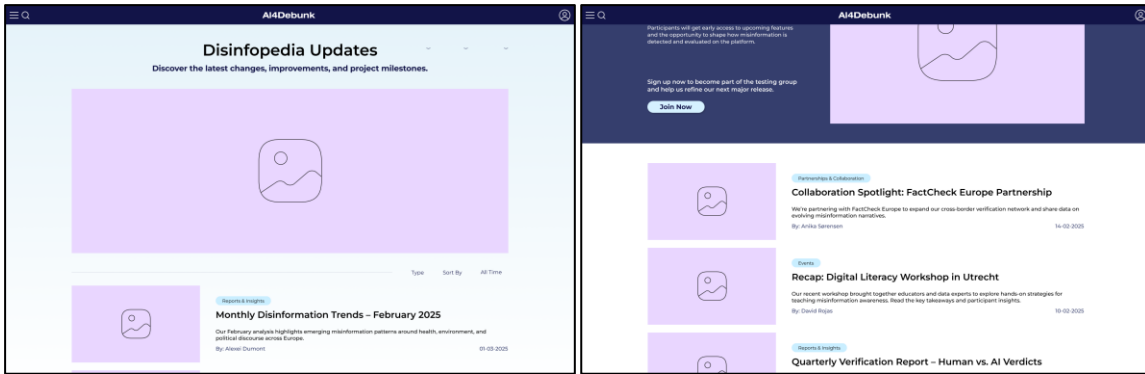 AI4Debunk
Disinfopedia Updates
Discover the latest changes, improvements, and project milestones.
Type Sort By All Time
Reports & Insights
Monthly Disinformation Trends – February 2025
Our February analysis highlights emerging misinformation patterns around health, environment, and
political discourse across Europe.
By: Alexei Dumont 01-03-2025
AI4Debunk
Participants will get early access to upcoming features
and the opportunity to shape how misinformation is
detected and evaluated on the platform.
Sign up now to become part of the testing group
and help us refine our next major release.
Join Now
Partnerships & Collaboration
Collaboration Spotlight: FactCheck Europe Partnership
We're partnering with FactCheck Europe to expand our cross-border verification network and share data on
evolving misinformation narratives.
By: Anika Sørensen 14-02-2025
Events
Recap: Digital Literacy Workshop in Utrecht
Our recent workshop brought together educators and data experts to explore hands-on strategies for
teaching misinformation awareness. Read the key takeaways and participant insights.
By: David Rojas 10-02-2025
Reports & Insights
Quarterly Verification Report – Human vs. AI Verdicts